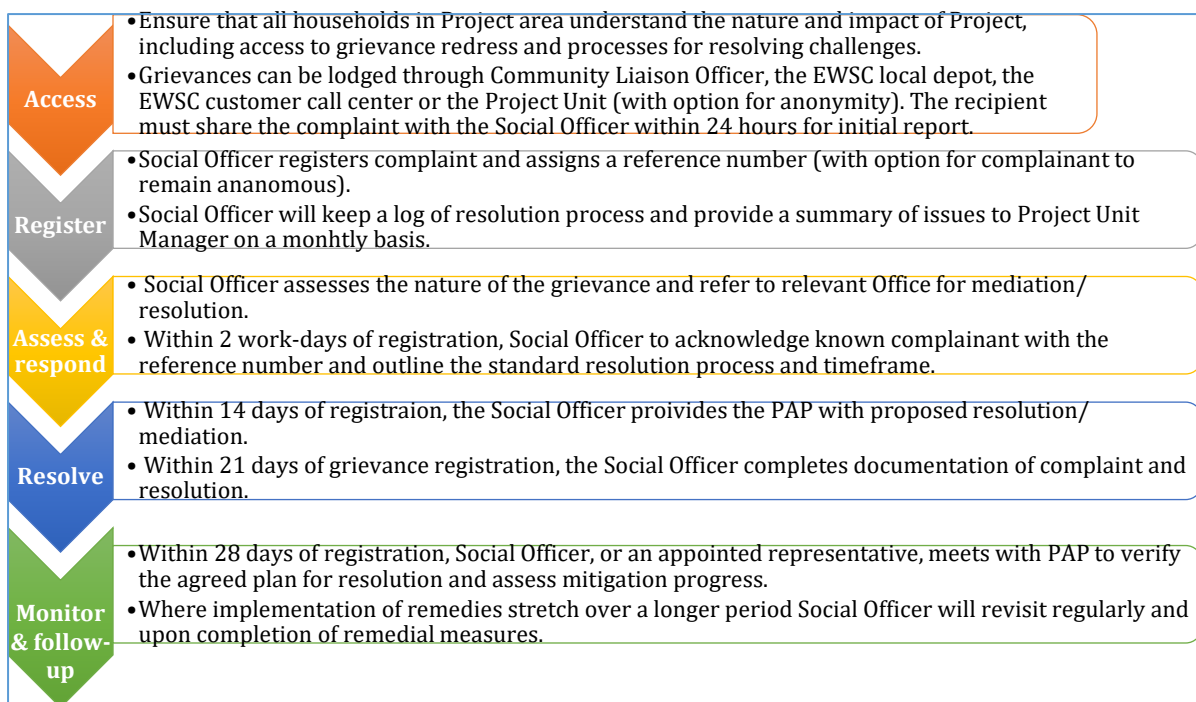 Access
•Ensure that all households in Project area understand the nature and impact of Project,
including access to grievance redress and processes for resolving challenges.
•Grievances can be lodged through Community Liaison Officer, the EWSC local depot, the
EWSC customer call center or the Project Unit (with option for anonymity). The recipient
must share the complaint with the Social Officer within 24 hours for initial report.
Register
•Social Officer registers complaint and assigns a reference number (with option for complainant to
remain ananomous).
•Social Officer will keep a log of resolution process and provide a summary of issues to Project Unit
Manager on a monhtly basis.
Assess &
respond
• Social Officer assesses the nature of the grievance and refer to relevant Office for mediation/
resolution.
• Within 2 work-days of registration, Social Officer to acknowledge known complainant with the
reference number and outline the standard resolution process and timeframe.
Resolve
• Within 14 days of registraion, the Social Officer proivides the PAP with proposed resolution/
mediation.
• Within 21 days of grievance registration, the Social Officer completes documentation of complaint and
resolution.
Monitor
& follow-
up
•Within 28 days of registration, Social Officer, or an appointed representative, meets with PAP to verify
the agreed plan for resolution and assess mitigation progress.
•Where implementation of remedies stretch over a longer period Social Officer will revisit regularly and
upon completion of remedial measures.